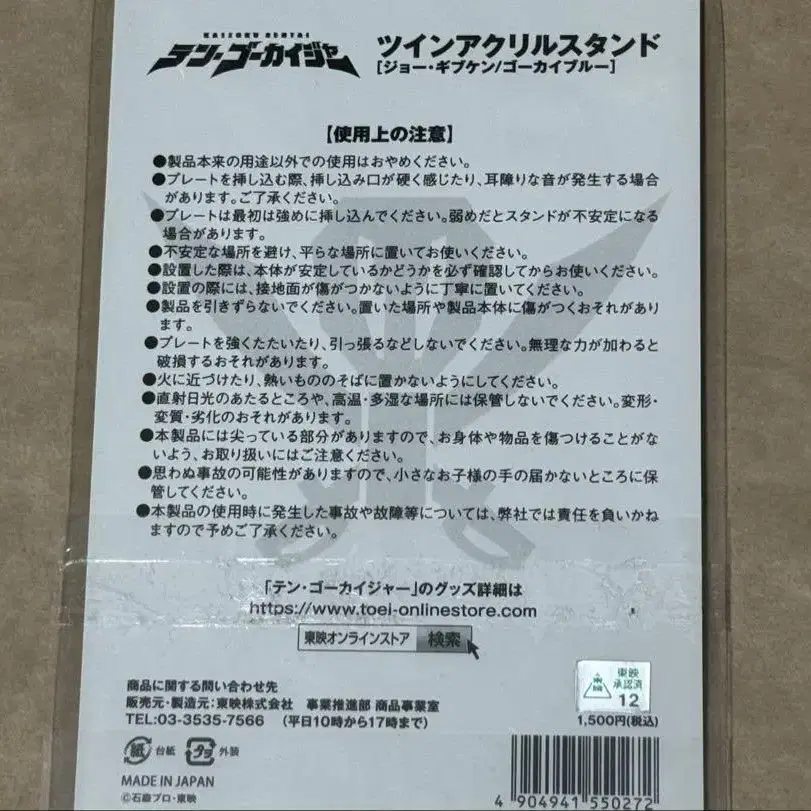 KAIZOKU SENTAI
テン・ゴーカイジャー
ツインアクリルスタンド
[ジョー・ギブケン/ゴーカイブルー]
【使用上の注意】
●製品本来の用途以外での使用はおやめください。
●プレートを挿し込む際、挿し込み口が硬く感じたり、耳障りな音が発生する場合
があります。ご了承ください。
●プレートは最初は強めに挿し込んでください。弱めだとスタンドが不安定になる
場合があります。
●不安定な場所を避け、平らな場所に置いてお使いください。
●設置した際は、本体が安定しているかどうかを必ず確認してからお使いください。
●設置の際には、接地面が傷がつかないように丁寧に置いてください。
●製品を引きずらないでください。置いた場所や製品本体に傷がつくおそれがあり
ます。
●プレートを強くたたいたり、引っ張るなどしないでください。無理な力が加わると
破損するおそれがあります。
●火に近づけたり、熱いもののそばに置かないようにしてください。
●直射日光のあたるところや、高温・多湿な場所には保管しないでください。変形・
変質・劣化のおそれがあります。
●本製品には尖っている部分がありますので、お身体や物品を傷つけることがな
いよう、お取り扱いにはご注意ください。
●思わぬ事故の可能性がありますので、小さなお子様の手の届かないところに保
管してください。
●本製品の使用時に発生した事故や故障等については、弊社では責任を負いかね
ますので予めご了承ください。
「テン・ゴーカイジャー」のグッズ詳細は
https://www.toei-onlinestore.com
東映オンラインストア 検索
商品に関する問い合わせ先
販売元・製造元:東映株式会社 事業推進部 商品事業室
TEL:03-3535-7566 (平日10時から17時まで)
東映
承認済
12
1,500円(税込)
紙 台紙 プラ 外装
MADE IN JAPAN
©石森プロ・東映
4 904941 550272